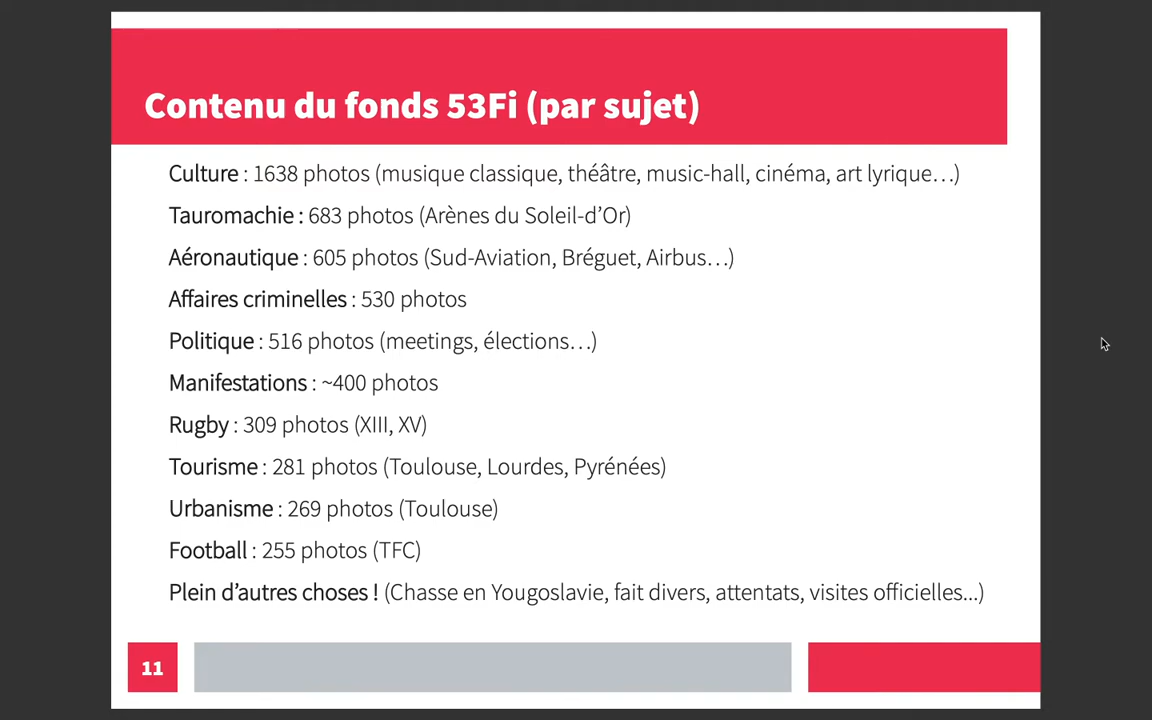 Contenu du fonds 53Fi (par sujet)
Culture : 1638 photos (musique classique, théâtre, music-hall, cinéma, art lyrique…)
Tauromachie : 683 photos (Arènes du Soleil-d’Or)
Aéronautique : 605 photos (Sud-Aviation, Bréguet, Airbus…)
Affaires criminelles : 530 photos
Politique : 516 photos (meetings, élections…)
Manifestations : ~400 photos
Rugby : 309 photos (XIII, XV)
Tourisme : 281 photos (Toulouse, Lourdes, Pyrénées)
Urbanisme : 269 photos (Toulouse)
Football : 255 photos (TFC)
Plein d’autres choses ! (Chasse en Yougoslavie, fait divers, attentats, visites officielles...)
11